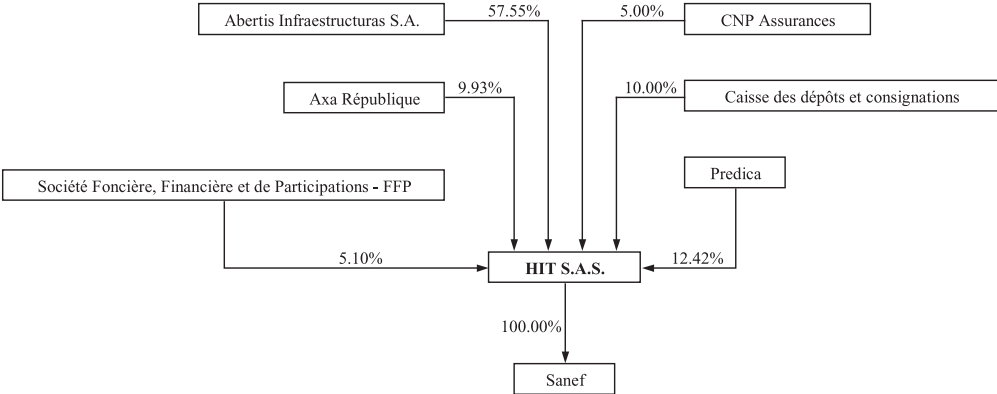 Abertis Infraestructuras S.A.
57.55%
5.00%
CNP Assurances
Axa République
9.93%
10.00%
Caisse des dépôts et consignations
Société Foncière, Financière et de Participations - FFP
Predica
5.10%
HIT S.A.S.
12.42%
100.00%
Sanef